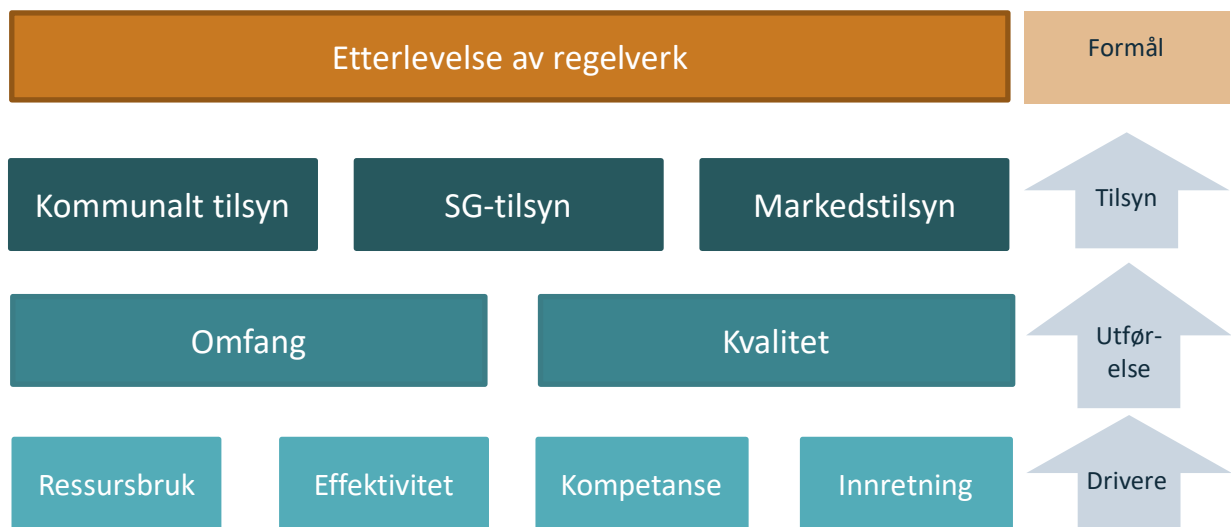 Etterlevelse av regelverk
Formål
Kommunalt tilsyn
SG-tilsyn
Markedstilsyn
Tilsyn
Omfang
Kvalitet
Utfør-
else
Ressursbruk
Effektivitet
Kompetanse
Innretning
Drivere